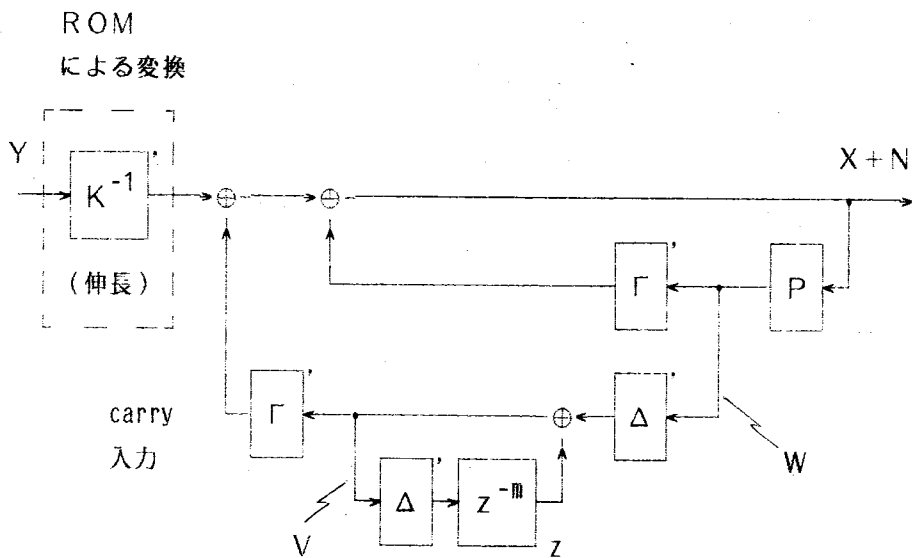 ROM
による変換
Y
K⁻¹ '
X + N
(伸長)
Γ '
P
carry
入力
Γ '
Δ '
W
Δ '
z⁻ᵐ
V
z